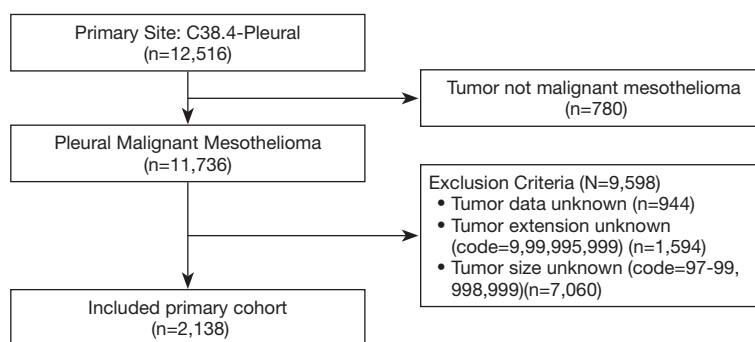 Primary Site: C38.4-Pleural
(n=12,516)
Tumor not malignant mesothelioma
(n=780)
Pleural Malignant Mesothelioma
(n=11,736)
Exclusion Criteria (N=9,598)
• Tumor data unknown (n=944)
• Tumor extension unknown
(code=9,99,995,999) (n=1,594)
• Tumor size unknown (code=97-99,
998,999)(n=7,060)
Included primary cohort
(n=2,138)